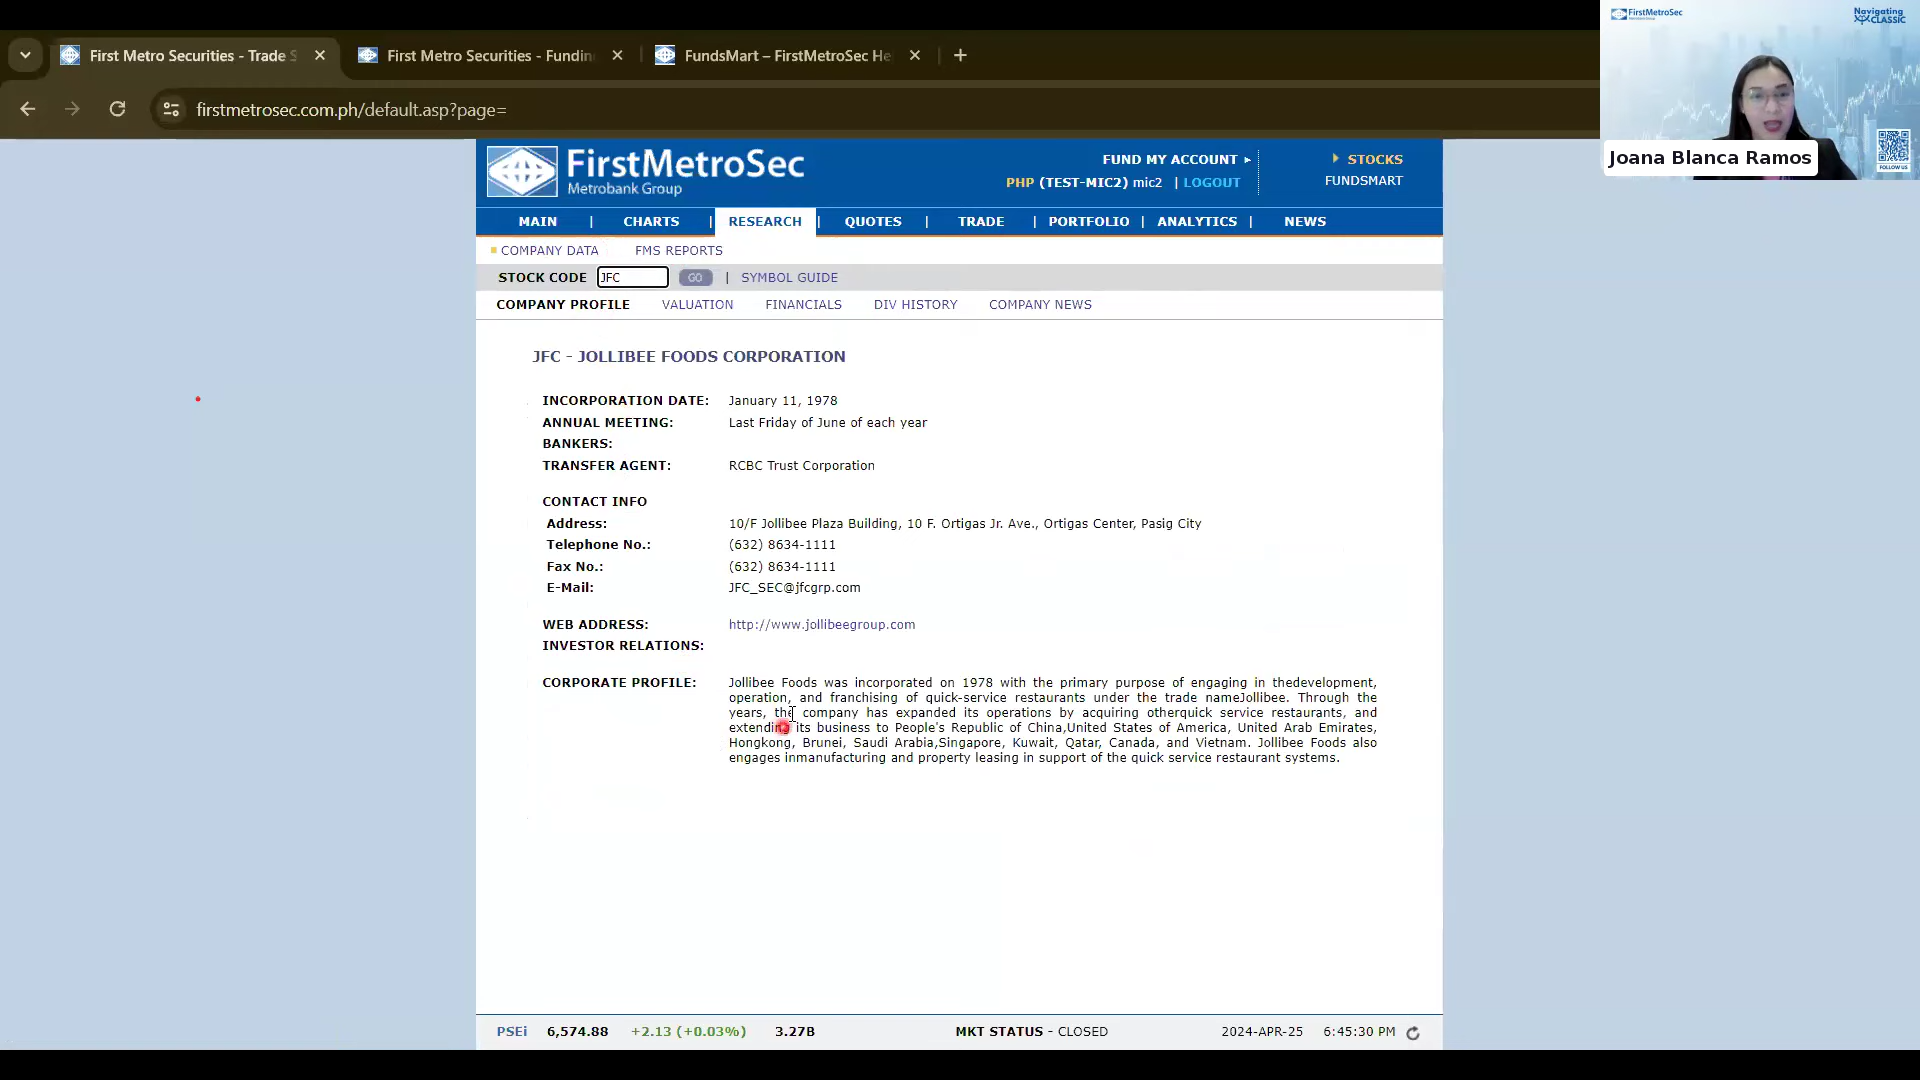 First Metro Securities - Trade S
First Metro Securities - Fundin
FundsMart – FirstMetroSec He
firstmetrosec.com.ph/default.asp?page=
FirstMetroSec
Navigating
CLASSIC
FOLLOW US
Joana Blanca Ramos
FirstMetroSec
Metrobank Group
FUND MY ACCOUNT
STOCKS
PHP (TEST-MIC2) mic2 | LOGOUT
FUNDSMART
MAIN | CHARTS | RESEARCH | QUOTES | TRADE | PORTFOLIO | ANALYTICS | NEWS
COMPANY DATA FMS REPORTS
STOCK CODE JFC GO | SYMBOL GUIDE
COMPANY PROFILE VALUATION FINANCIALS DIV HISTORY COMPANY NEWS
JFC - JOLLIBEE FOODS CORPORATION
INCORPORATION DATE: January 11, 1978
ANNUAL MEETING: Last Friday of June of each year
BANKERS:
TRANSFER AGENT: RCBC Trust Corporation
CONTACT INFO
Address: 10/F Jollibee Plaza Building, 10 F. Ortigas Jr. Ave., Ortigas Center, Pasig City
Telephone No.: (632) 8634-1111
Fax No.: (632) 8634-1111
E-Mail: JFC_SEC@jfcgrp.com
WEB ADDRESS: http://www.jollibeegroup.com
INVESTOR RELATIONS:
CORPORATE PROFILE: Jollibee Foods was incorporated on 1978 with the primary purpose of engaging in thedevelopment,
operation, and franchising of quick-service restaurants under the trade nameJollibee. Through the
years, the company has expanded its operations by acquiring otherquick service restaurants, and
extending its business to People's Republic of China,United States of America, United Arab Emirates,
Hongkong, Brunei, Saudi Arabia,Singapore, Kuwait, Qatar, Canada, and Vietnam. Jollibee Foods also
engages inmanufacturing and property leasing in support of the quick service restaurant systems.
PSEi 6,574.88 +2.13 (+0.03%) 3.27B MKT STATUS - CLOSED 2024-APR-25 6:45:30 PM